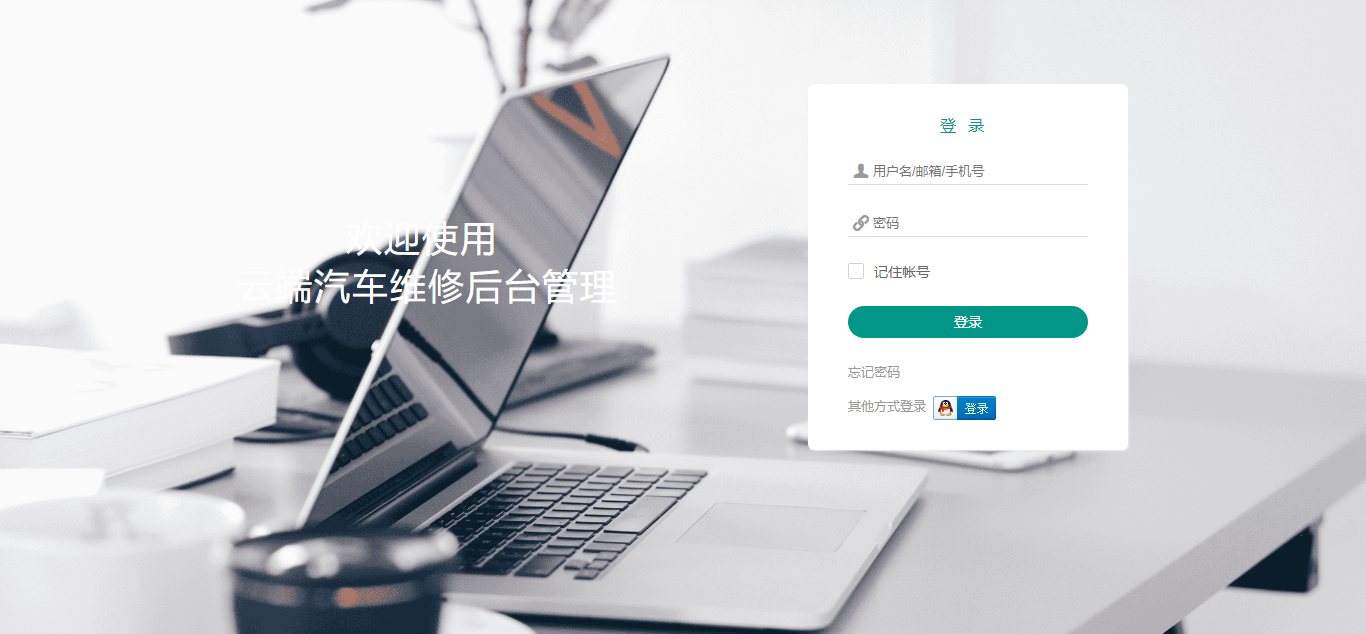 欢迎使用
云端汽车维修后台管理
登 录
用户名/邮箱/手机号
密码
记住帐号
登录
忘记密码
其他方式登录 登录